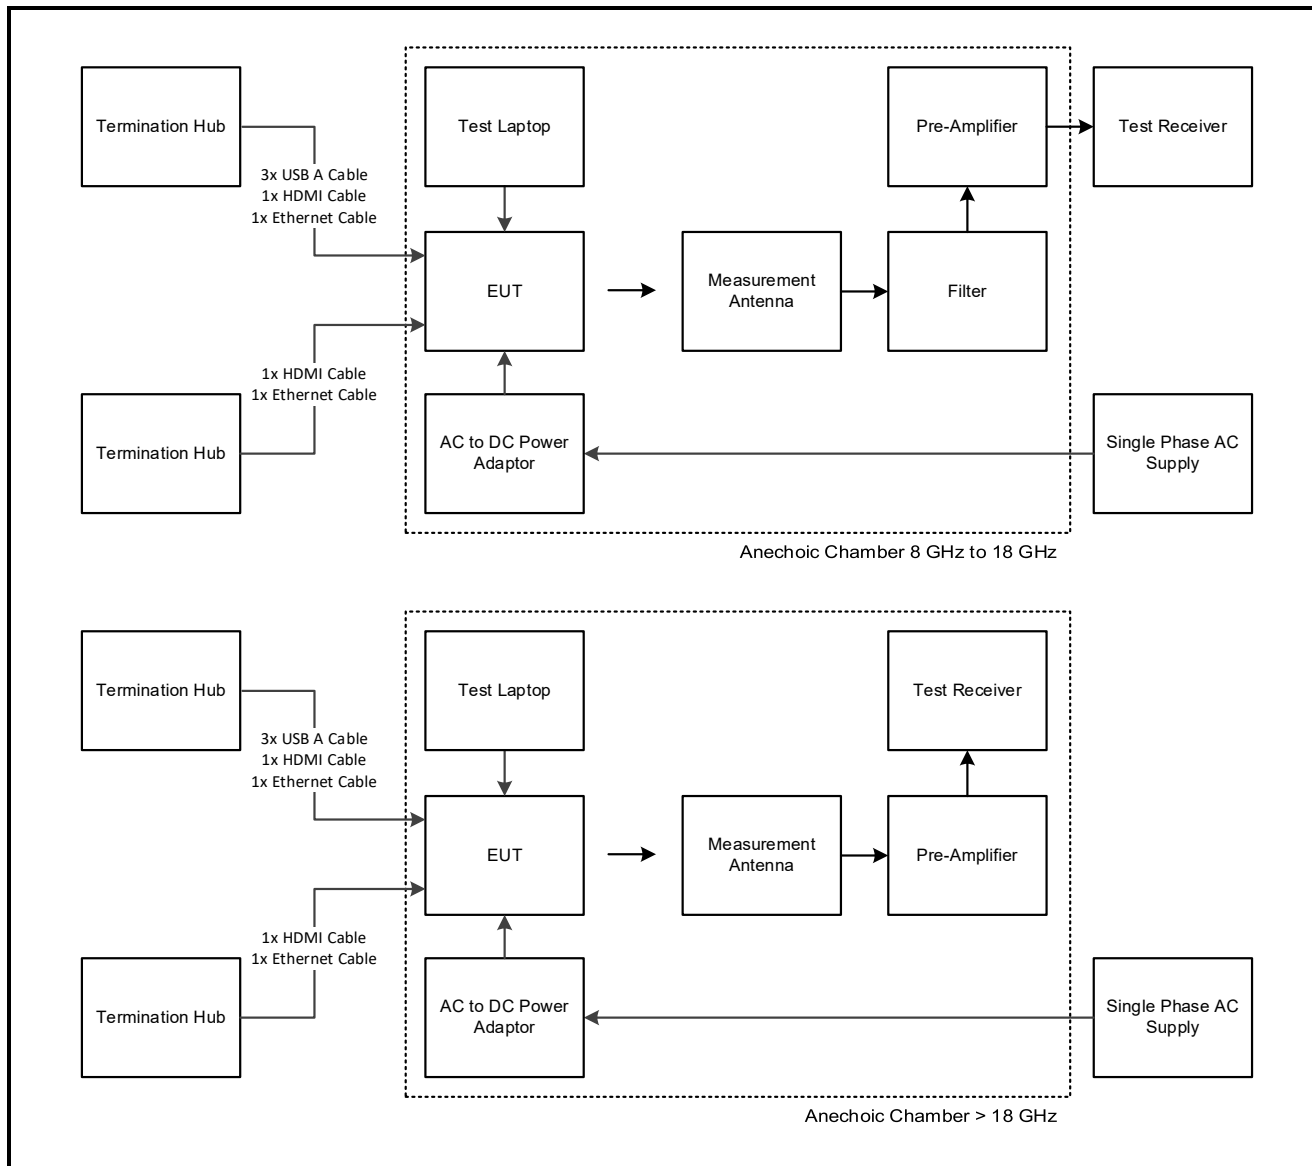 Termination Hub
Test Laptop
Pre-Amplifier
Test Receiver
3x USB A Cable
1x HDMI Cable
1x Ethernet Cable
EUT
Measurement
Antenna
Filter
1x HDMI Cable
1x Ethernet Cable
Termination Hub
AC to DC Power
Adaptor
Single Phase AC
Supply
Anechoic Chamber 8 GHz to 18 GHz
Termination Hub
Test Laptop
Test Receiver
3x USB A Cable
1x HDMI Cable
1x Ethernet Cable
EUT
Measurement
Antenna
Pre-Amplifier
1x HDMI Cable
1x Ethernet Cable
Termination Hub
AC to DC Power
Adaptor
Single Phase AC
Supply
Anechoic Chamber > 18 GHz